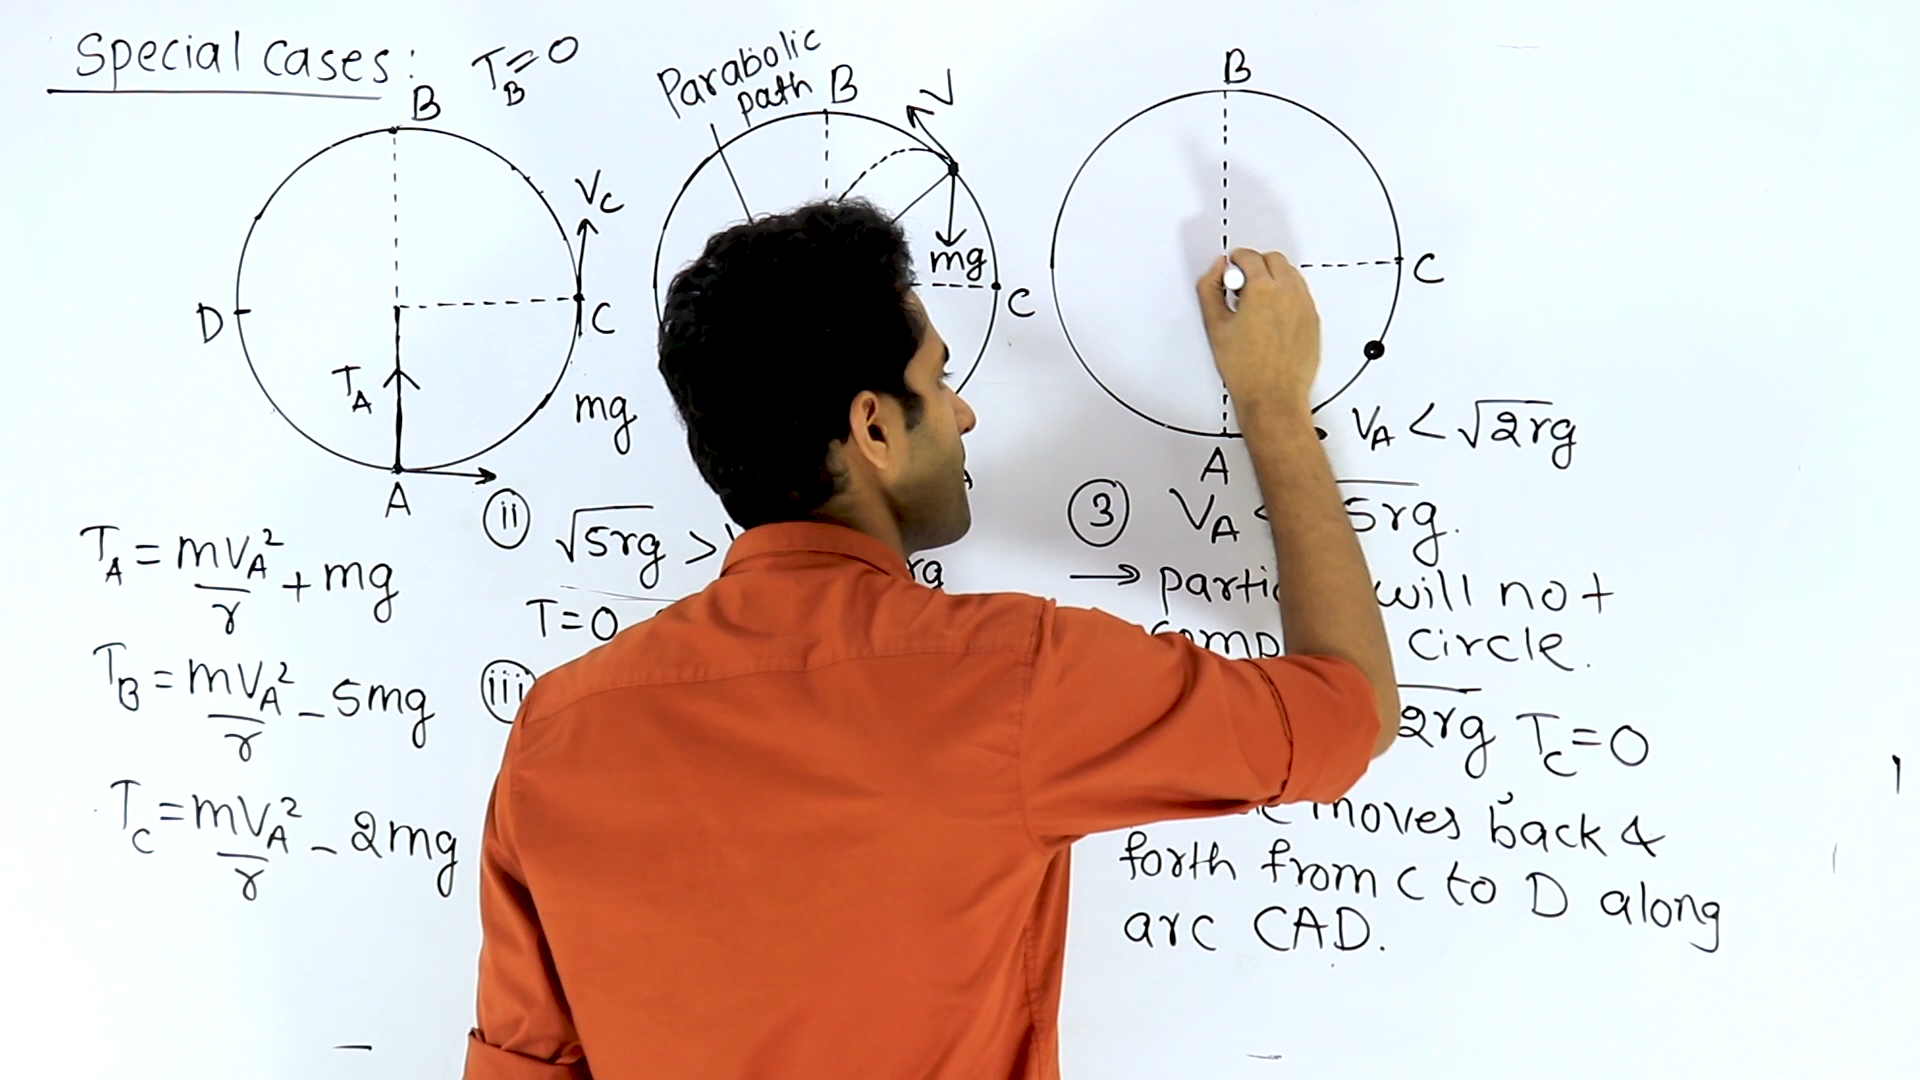 Special cases:
T_B = 0
B
D
V_C
C
T_A
mg
A
T_A = mV_A²/r + mg
T_B = mV_A²/r - 5mg
T_C = mV_A²/r - 2mg
Parabolic
path
B
V
mg
C
(ii) √5rg >
T=0
(iii)
B
C
A
V_A < √2rg
(3) V_A < 5rg.
→ will not
circle.
2rg T_C = 0
moves back &
forth from C to D along
arc CAD.